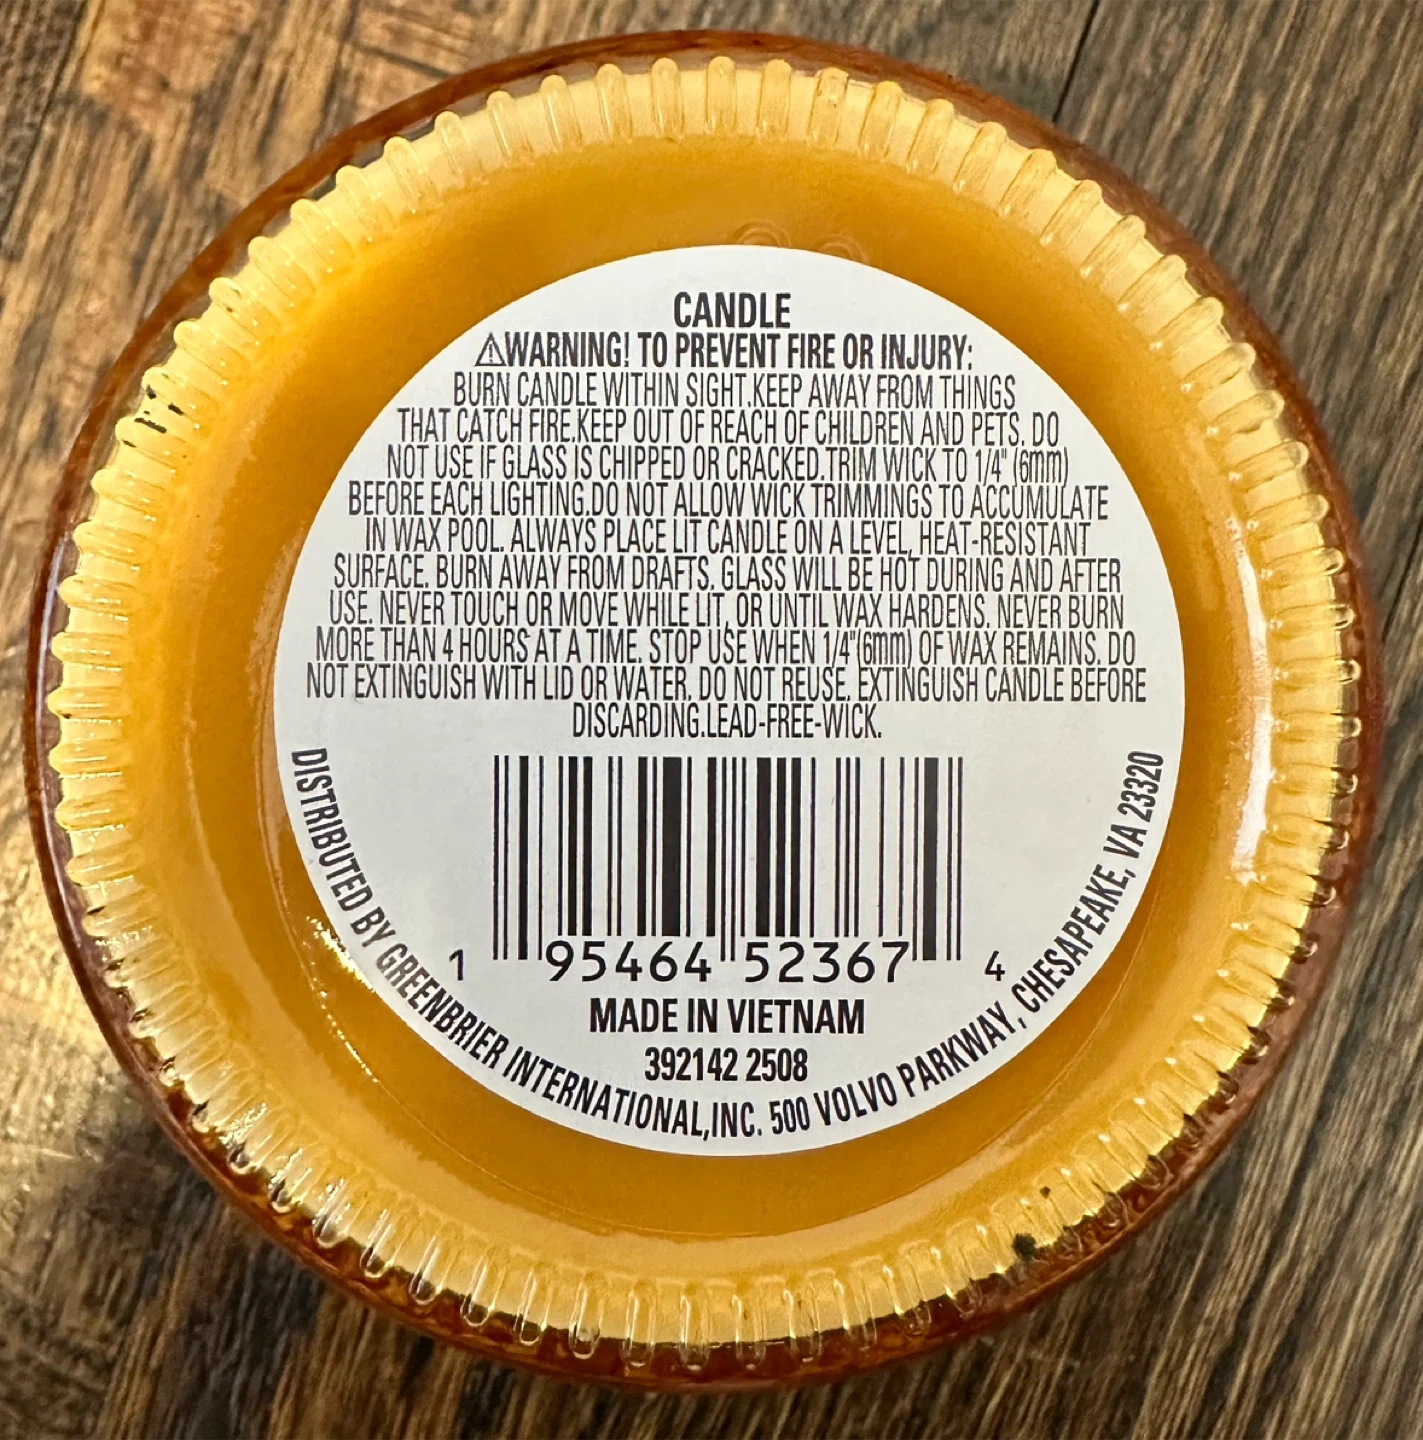 CANDLE
⚠WARNING! TO PREVENT FIRE OR INJURY:
BURN CANDLE WITHIN SIGHT.KEEP AWAY FROM THINGS
THAT CATCH FIRE.KEEP OUT OF REACH OF CHILDREN AND PETS. DO
NOT USE IF GLASS IS CHIPPED OR CRACKED.TRIM WICK TO 1/4" (6mm)
BEFORE EACH LIGHTING.DO NOT ALLOW WICK TRIMMINGS TO ACCUMULATE
IN WAX POOL. ALWAYS PLACE LIT CANDLE ON A LEVEL, HEAT-RESISTANT
SURFACE. BURN AWAY FROM DRAFTS. GLASS WILL BE HOT DURING AND AFTER
USE. NEVER TOUCH OR MOVE WHILE LIT, OR UNTIL WAX HARDENS. NEVER BURN
MORE THAN 4 HOURS AT A TIME. STOP USE WHEN 1/4"(6mm) OF WAX REMAINS. DO
NOT EXTINGUISH WITH LID OR WATER. DO NOT REUSE. EXTINGUISH CANDLE BEFORE
DISCARDING.LEAD-FREE-WICK.
1 95464 52367 4
MADE IN VIETNAM
392142 2508
DISTRIBUTED BY GREENBRIER INTERNATIONAL,INC. 500 VOLVO PARKWAY, CHESAPEAKE, VA 23320